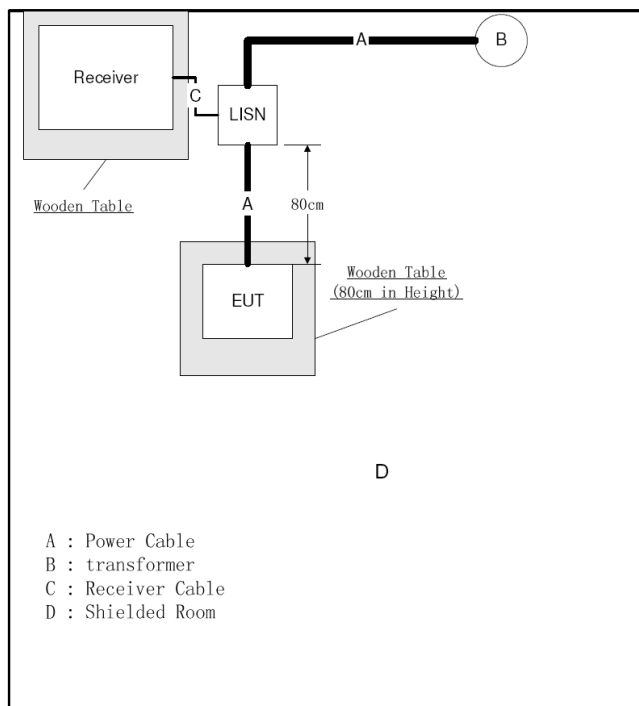 Receiver
A
B
C
LISN
Wooden Table
A
80cm
Wooden Table
(80cm in Height)
EUT
D
A : Power Cable
B : transformer
C : Receiver Cable
D : Shielded Room